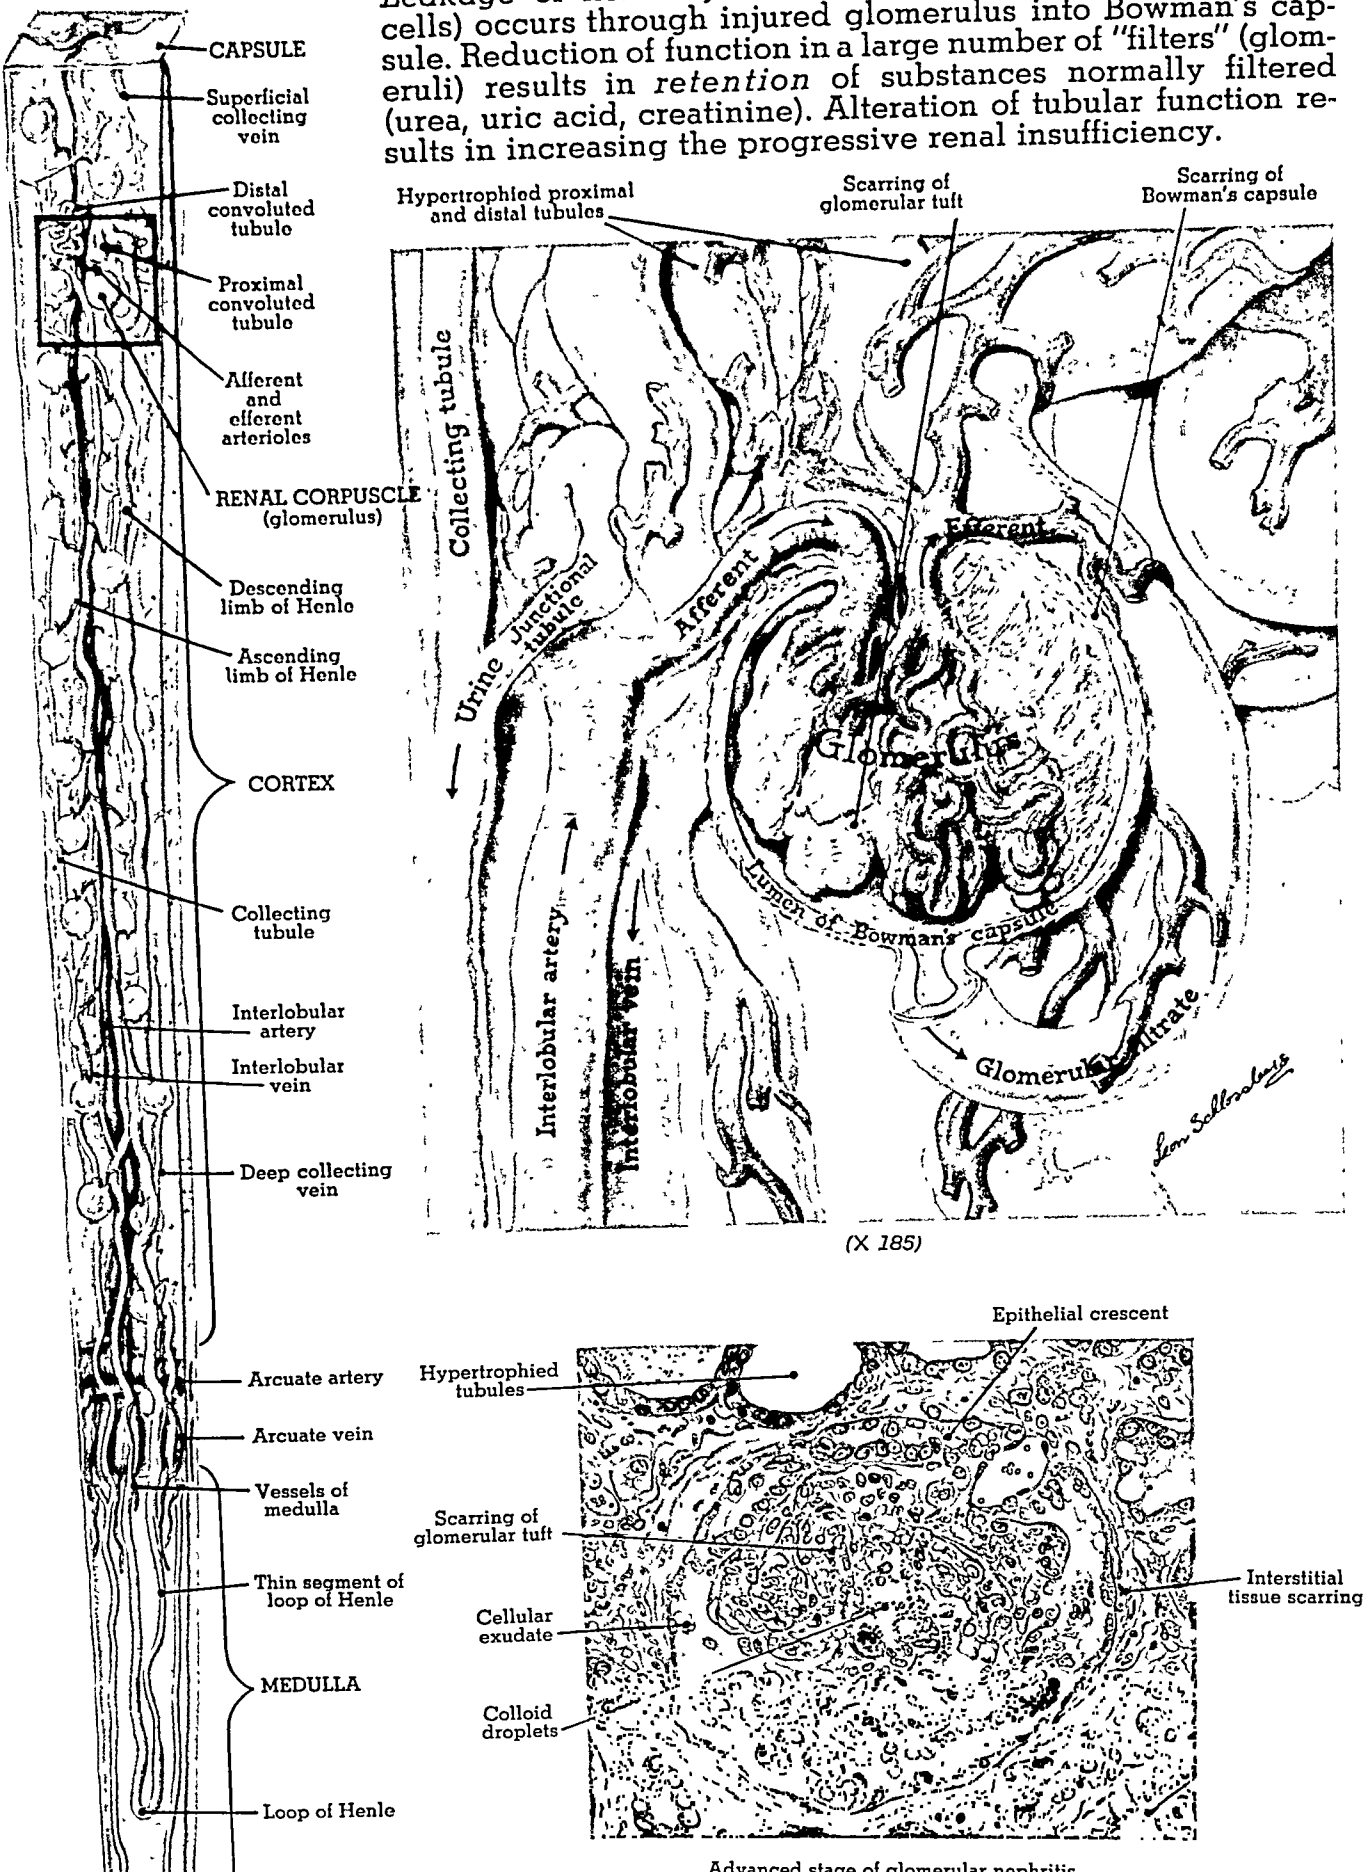 cells) occurs through injured glomerulus into Bowman's cap-
sule. Reduction of function in a large number of "filters" (glom-
eruli) results in retention of substances normally filtered
(urea, uric acid, creatinine). Alteration of tubular function re-
sults in increasing the progressive renal insufficiency.
CAPSULE
Superficial
collecting
vein
Distal
convoluted
tubule
Proximal
convoluted
tubule
Afferent
and
efferent
arterioles
RENAL CORPUSCLE
(glomerulus)
Descending
limb of Henle
Ascending
limb of Henle
CORTEX
Collecting
tubule
Interlobular
artery
Interlobular
vein
Deep collecting
vein
Arcuate artery
Arcuate vein
Vessels of
medulla
Thin segment of
loop of Henle
MEDULLA
Loop of Henle
Hypertrophied proximal
and distal tubules
Scarring of
glomerular tuft
Scarring of
Bowman's capsule
Collecting tubule
Junctional
tubule
Urine
Afferent
Efferent
Glomerulus
Lumen of Bowman's capsule
Interlobular artery
Interlobular vein
Glomerular filtrate
Leon Schlossberg
(X 185)
Epithelial crescent
Hypertrophied
tubules
Scarring of
glomerular tuft
Cellular
exudate
Colloid
droplets
Interstitial
tissue scarring
Advanced stage of glomerular nephritis